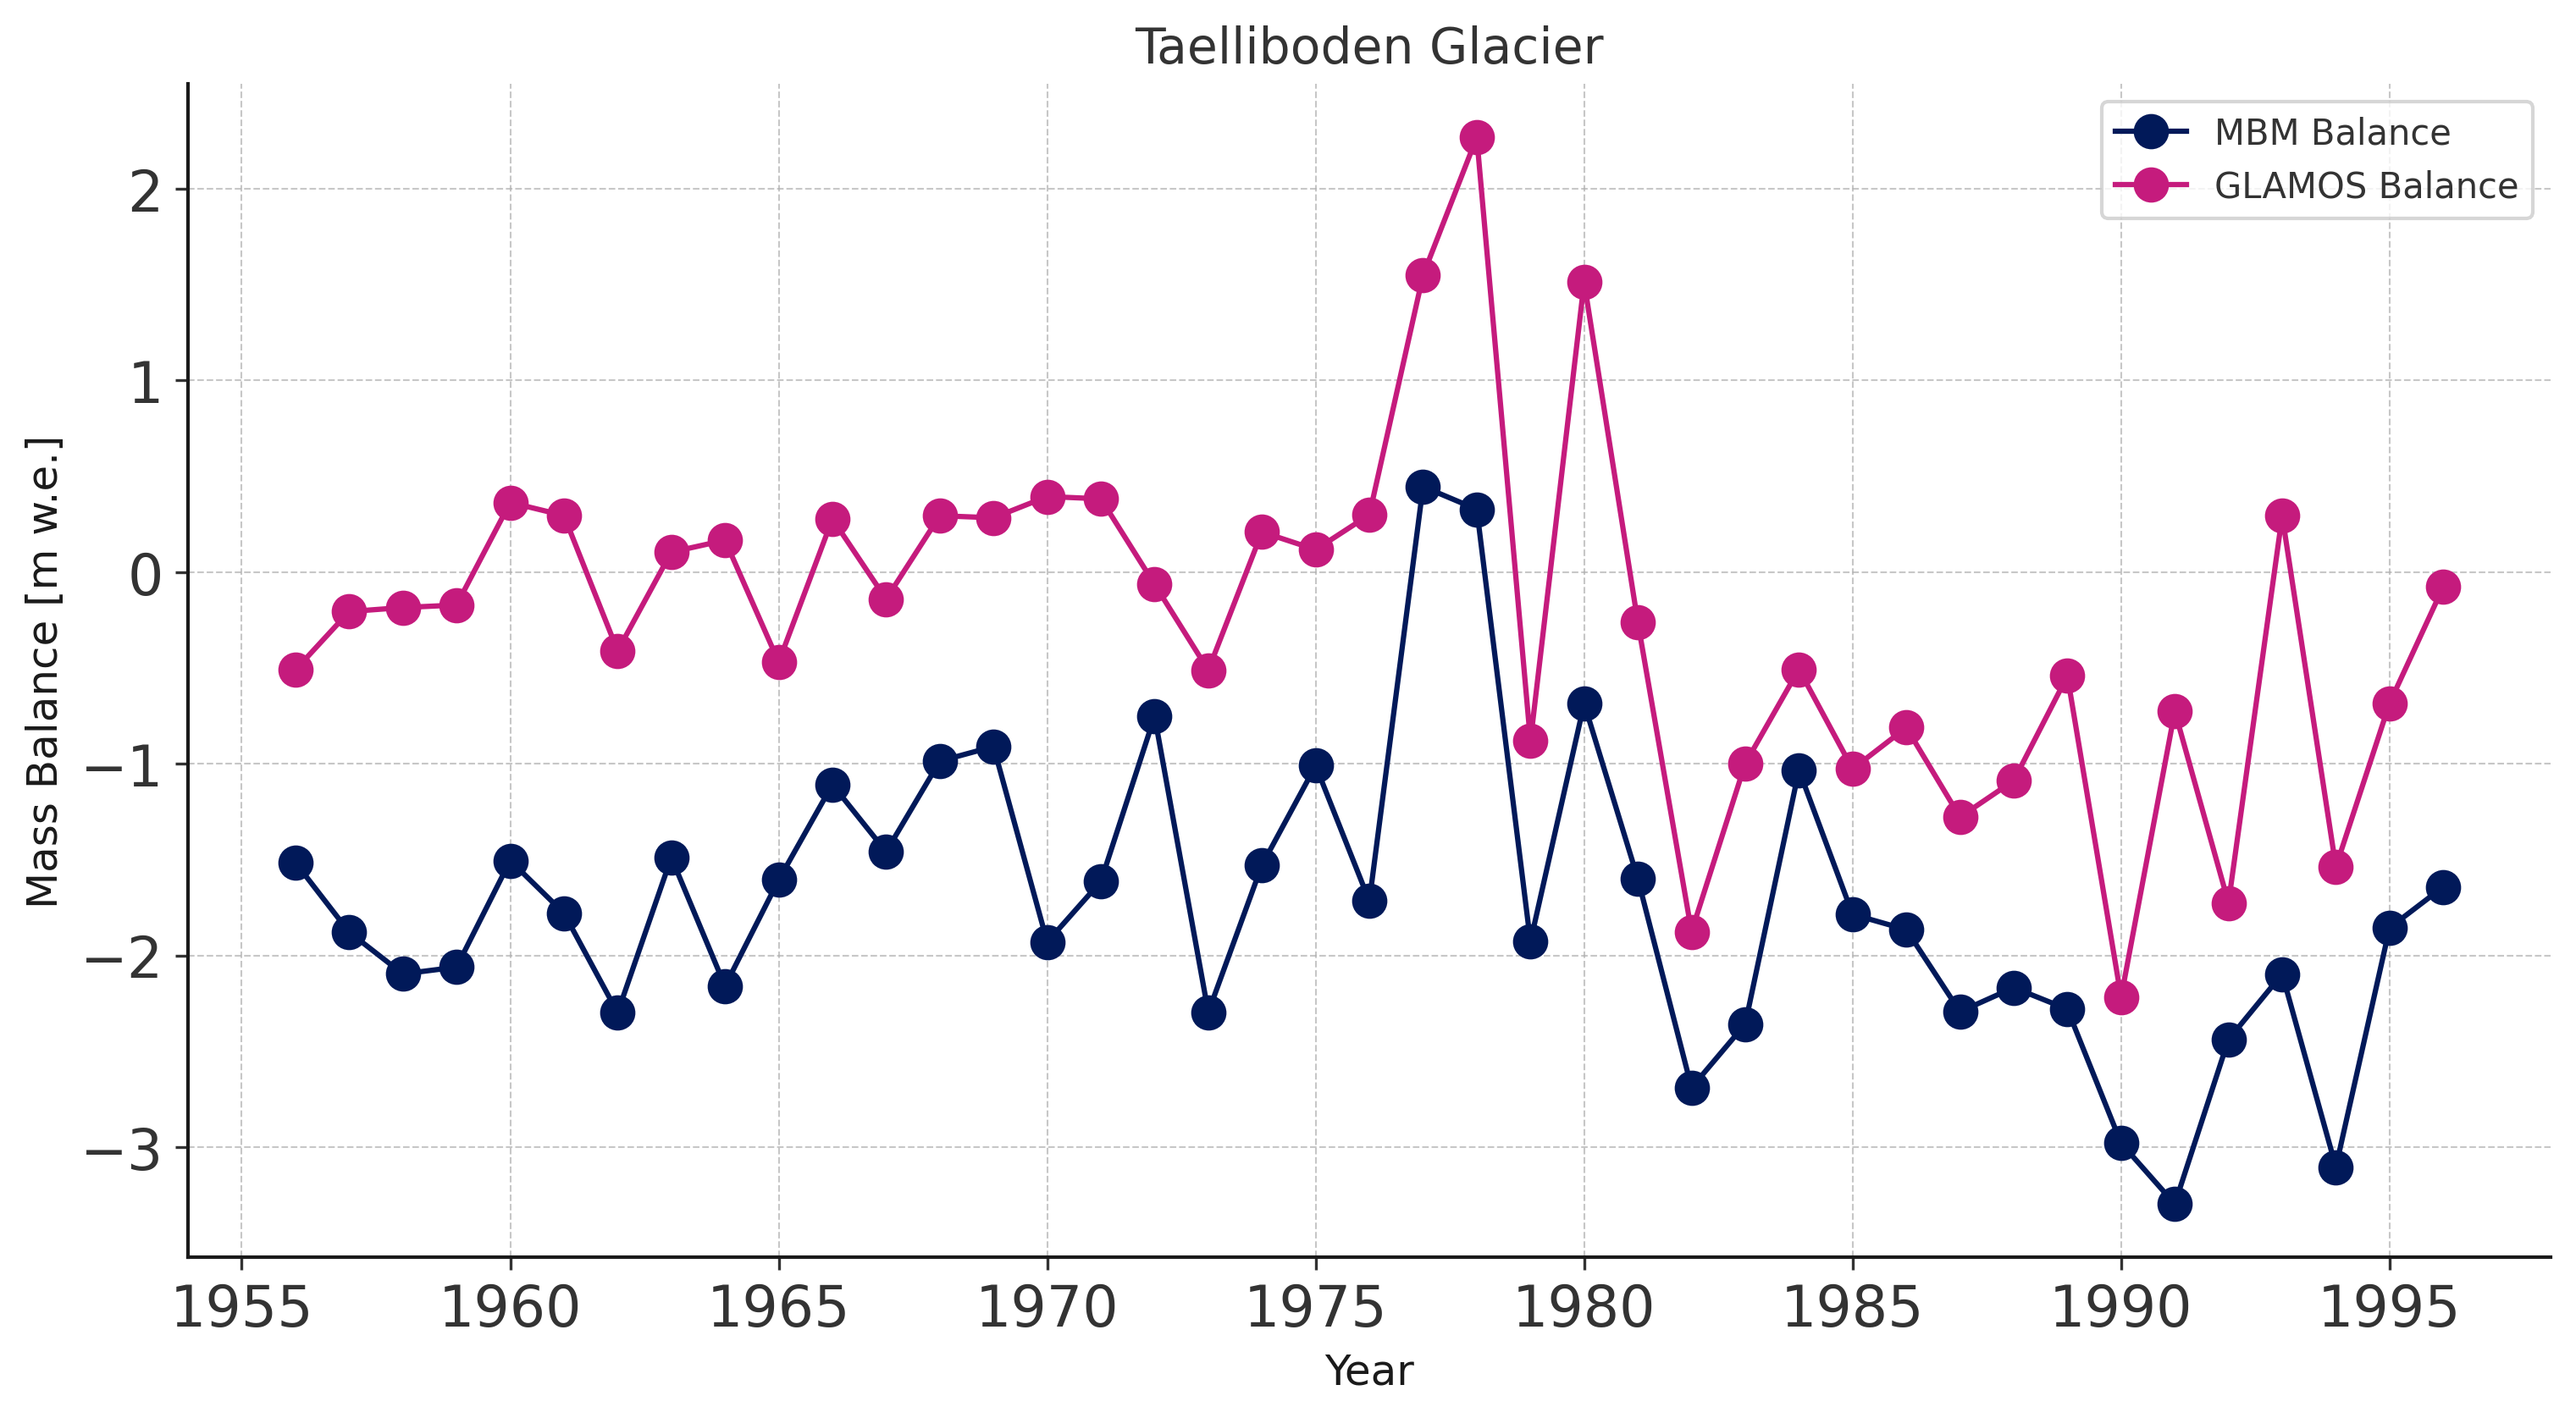 Taelliboden Glacier
MBM Balance
GLAMOS Balance
Mass Balance [m w.e.]
2
1
0
−1
−2
−3
1955 1960 1965 1970 1975 1980 1985 1990 1995
Year